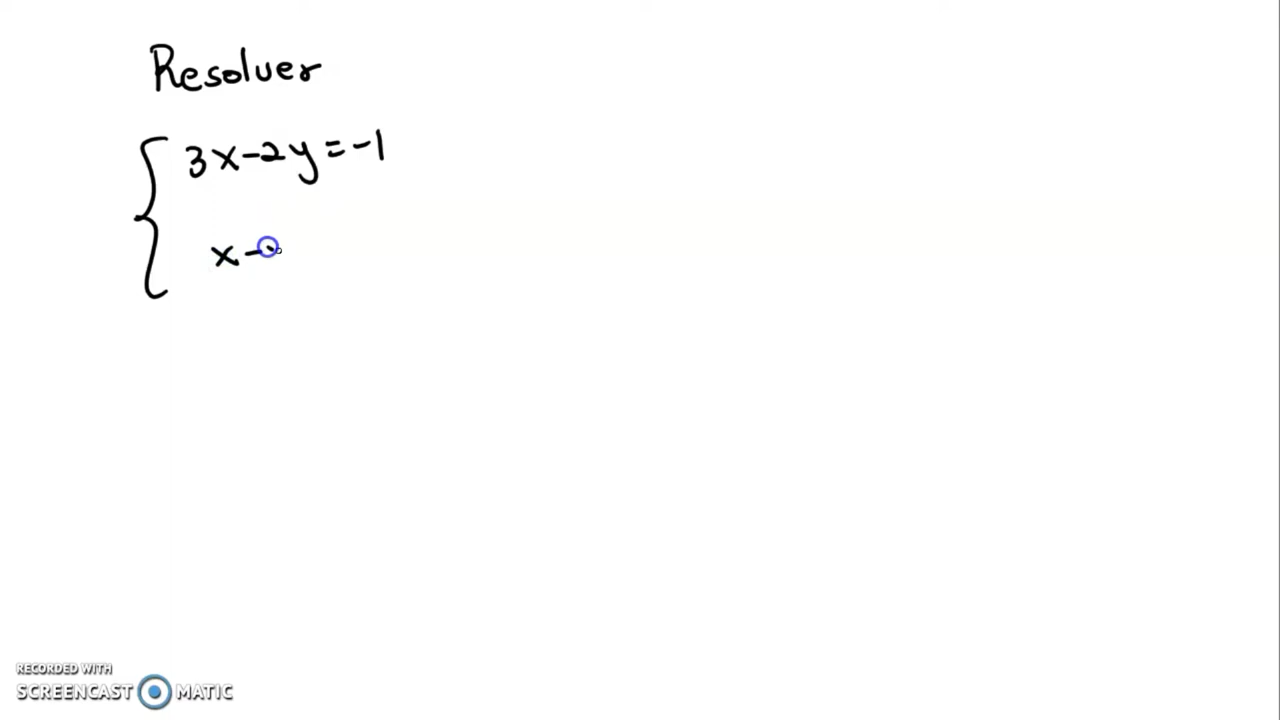 Resolver
3x-2y=-1
x-
RECORDED WITH
SCREENCAST MATIC